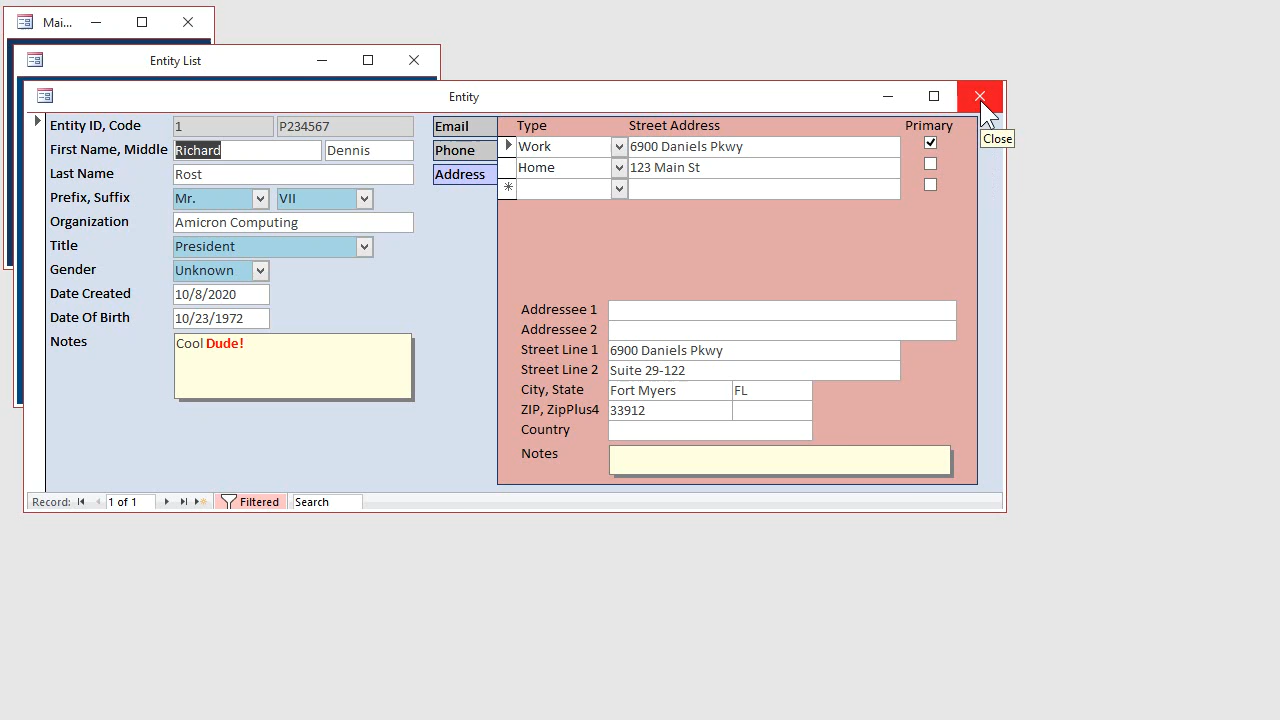 Mai...
Entity List
Entity
Close
Entity ID, Code 1 P234567
First Name, Middle Richard Dennis
Last Name Rost
Prefix, Suffix Mr. VII
Organization Amicron Computing
Title President
Gender Unknown
Date Created 10/8/2020
Date Of Birth 10/23/1972
Notes Cool Dude!
Email
Phone
Address
Type Street Address Primary
Work 6900 Daniels Pkwy
Home 123 Main St
Addressee 1
Addressee 2
Street Line 1 6900 Daniels Pkwy
Street Line 2 Suite 29-122
City, State Fort Myers FL
ZIP, ZipPlus4 33912
Country
Notes
Record: 1 of 1 Filtered Search